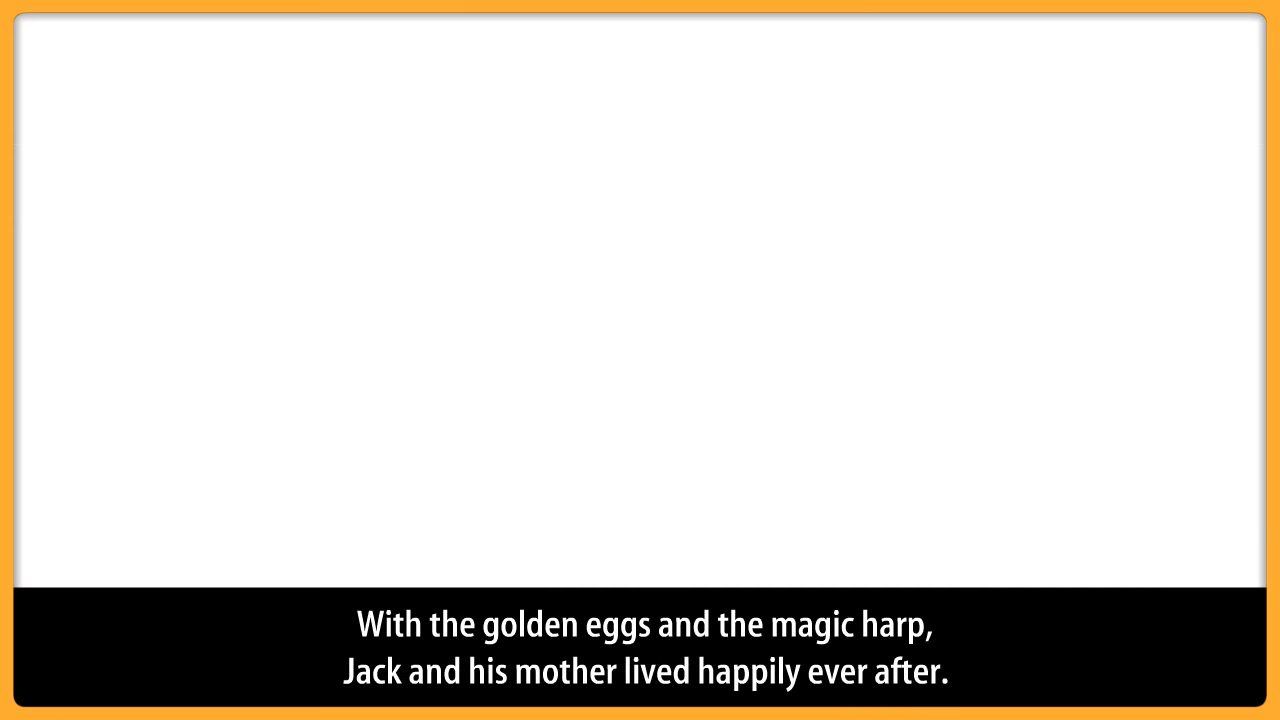 With the golden eggs and the magic harp,
Jack and his mother lived happily ever after.